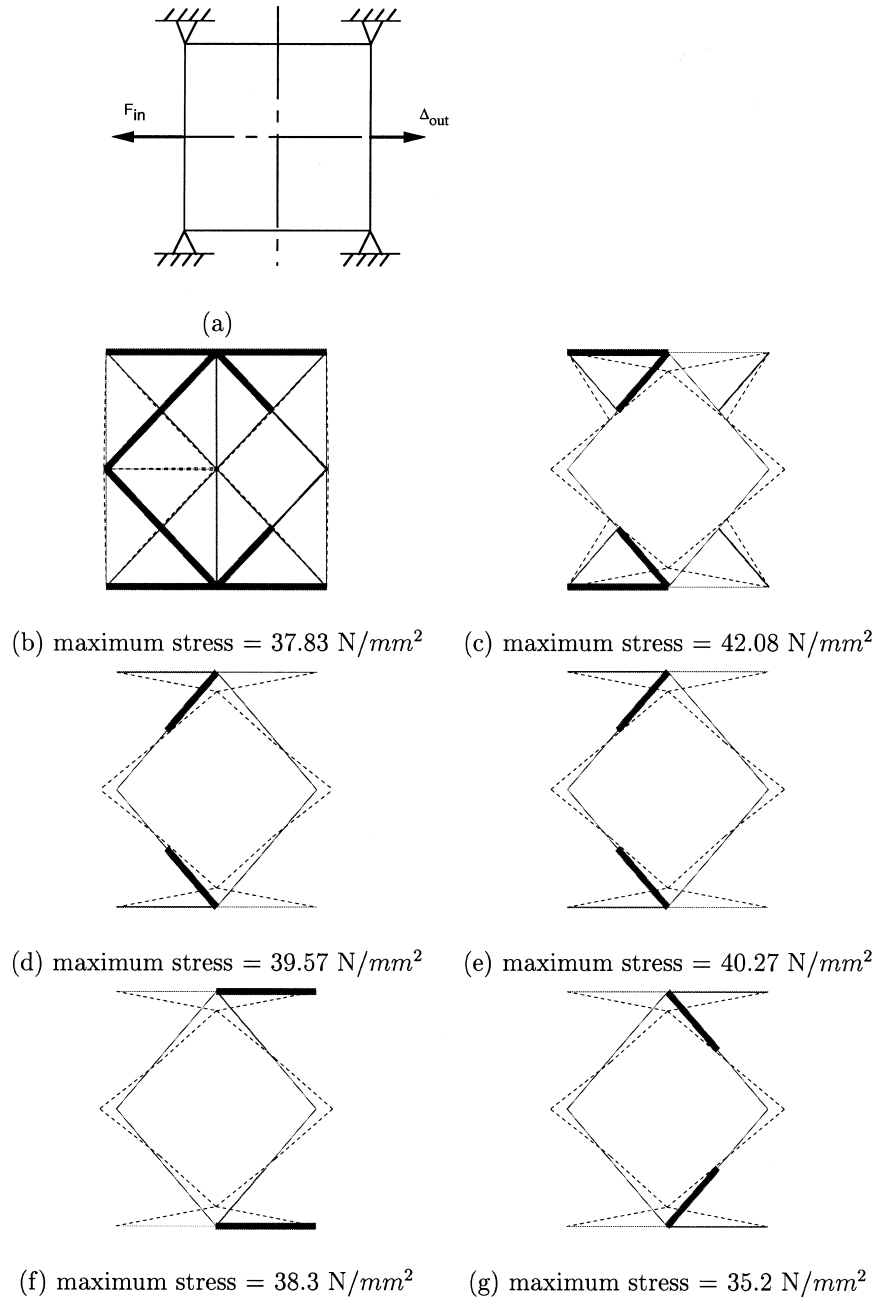 F_in
Δ_out
(a)
(b) maximum stress = 37.83 N/mm²
(c) maximum stress = 42.08 N/mm²
(d) maximum stress = 39.57 N/mm²
(e) maximum stress = 40.27 N/mm²
(f) maximum stress = 38.3 N/mm²
(g) maximum stress = 35.2 N/mm²